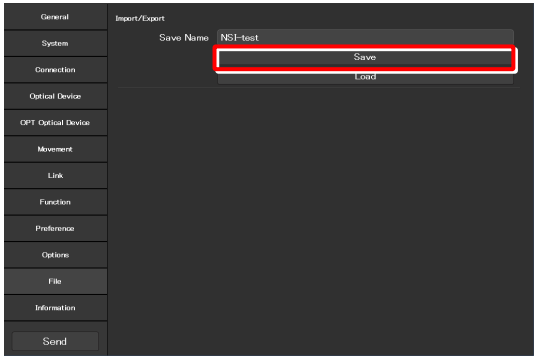 General
System
Connection
Optical Device
OPT Optical Device
Movement
Link
Function
Preference
Options
File
Information
Send
Import/Export
Save Name NSI-test
Save
Load